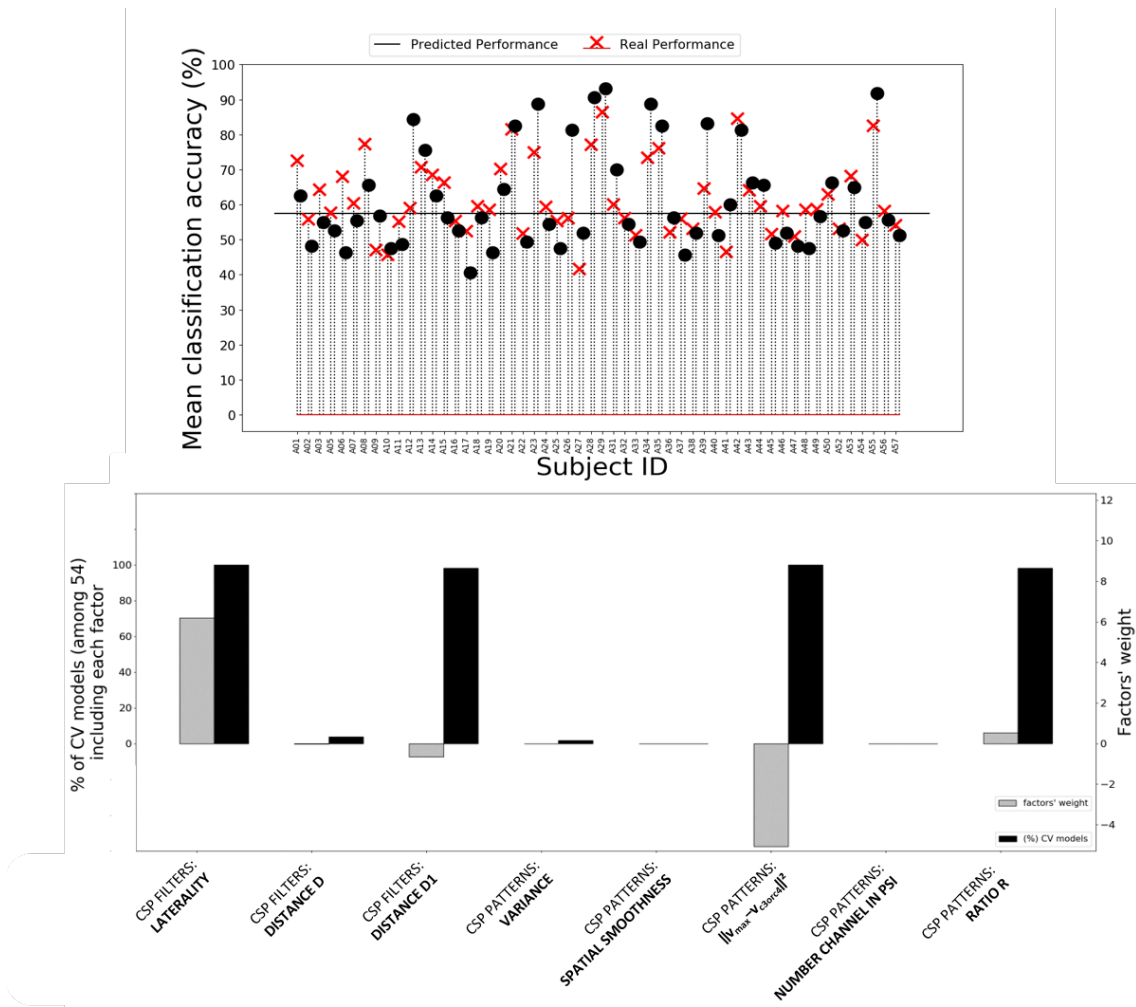 Predicted Performance
Real Performance
Mean classification accuracy (%)
100
90
80
70
60
50
40
30
20
10
0
A01 A02 A03 A05 A06 A07 A08 A09 A10 A11 A12 A13 A14 A15 A16 A17 A18 A19 A20 A21 A22 A23 A24 A25 A26 A27 A28 A29 A31 A32 A33 A34 A35 A36 A37 A38 A39 A40 A41 A42 A43 A44 A45 A46 A47 A48 A49 A50 A52 A53 A54 A55 A56 A57
Subject ID
% of CV models (among 54)
including each factor
100
80
60
40
20
0
12
10
8
6
4
2
0
−2
−4
Factors' weight
factors' weight
(%) CV models
CSP FILTERS:
LATERALITY
CSP FILTERS:
DISTANCE D
CSP FILTERS:
DISTANCE D1
CSP PATTERNS:
VARIANCE
CSP PATTERNS:
SPATIAL SMOOTHNESS
CSP PATTERNS:
||v_max−v_c3orc4||²
CSP PATTERNS:
NUMBER CHANNEL IN PSI
CSP PATTERNS:
RATIO R